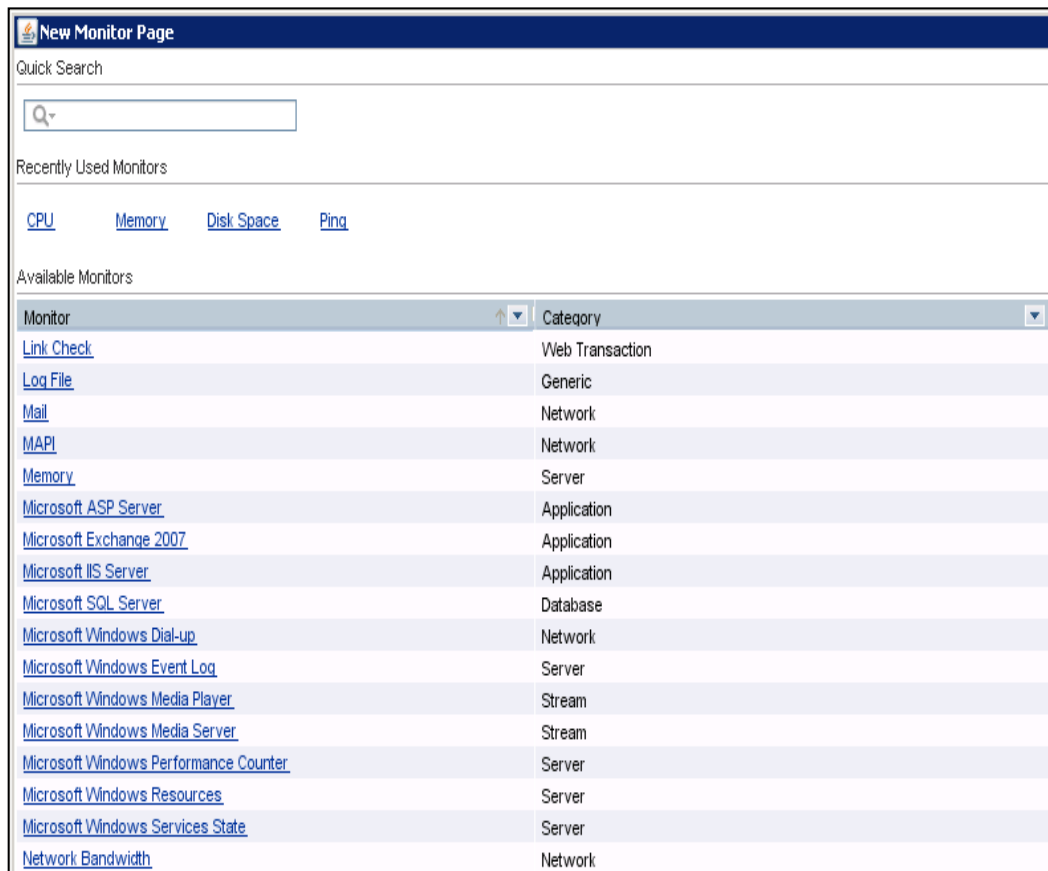 New Monitor Page
Quick Search
Recently Used Monitors
CPU Memory Disk Space Ping
Available Monitors
Monitor Category
Link Check Web Transaction
Log File Generic
Mail Network
MAPI Network
Memory Server
Microsoft ASP Server Application
Microsoft Exchange 2007 Application
Microsoft IIS Server Application
Microsoft SQL Server Database
Microsoft Windows Dial-up Network
Microsoft Windows Event Log Server
Microsoft Windows Media Player Stream
Microsoft Windows Media Server Stream
Microsoft Windows Performance Counter Server
Microsoft Windows Resources Server
Microsoft Windows Services State Server
Network Bandwidth Network